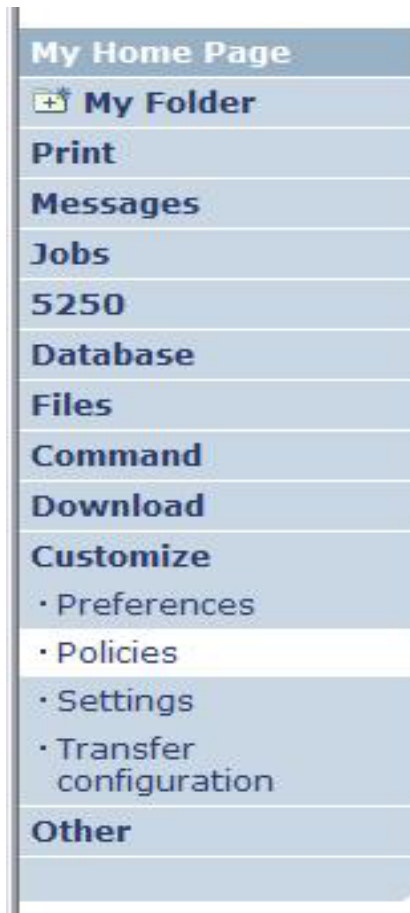 My Home Page
My Folder
Print
Messages
Jobs
5250
Database
Files
Command
Download
Customize
· Preferences
· Policies
· Settings
· Transfer
configuration
Other